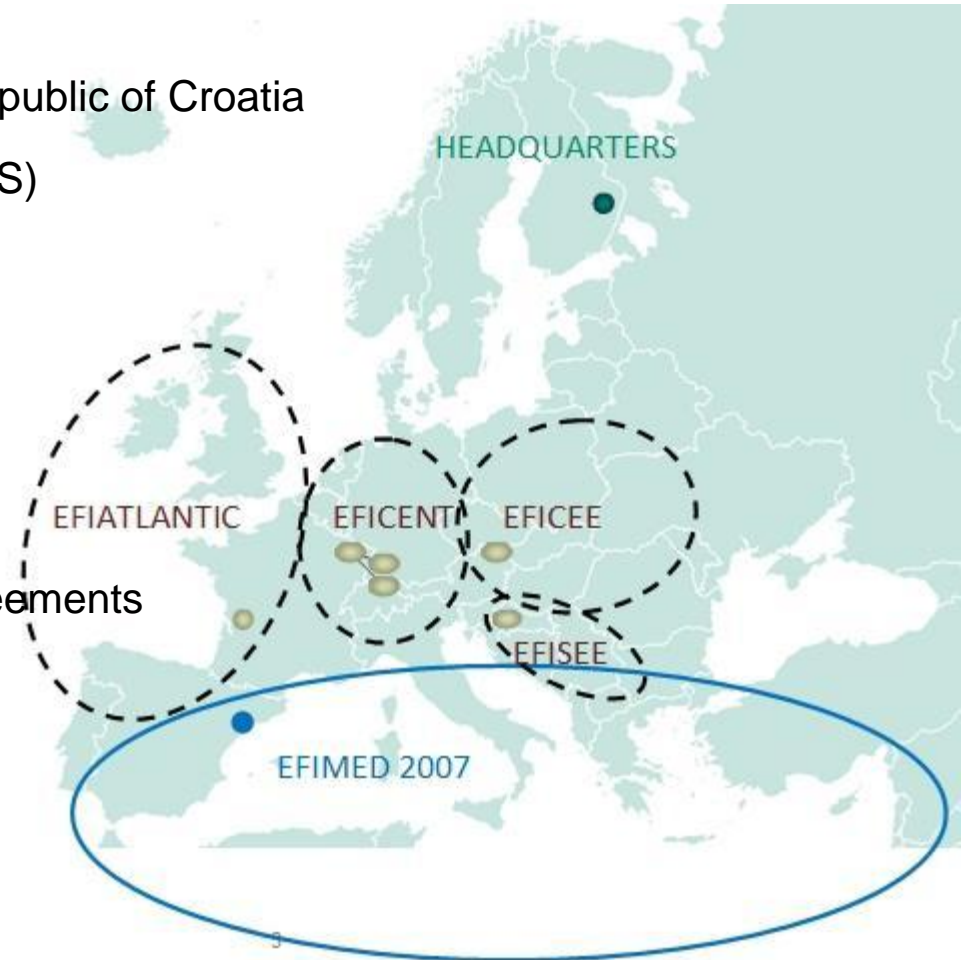 public of Croatia
HEADQUARTERS
S)
EFIATLANTIC
EFICENT
EFICEE
eements
EFISEE
EFIMED 2007